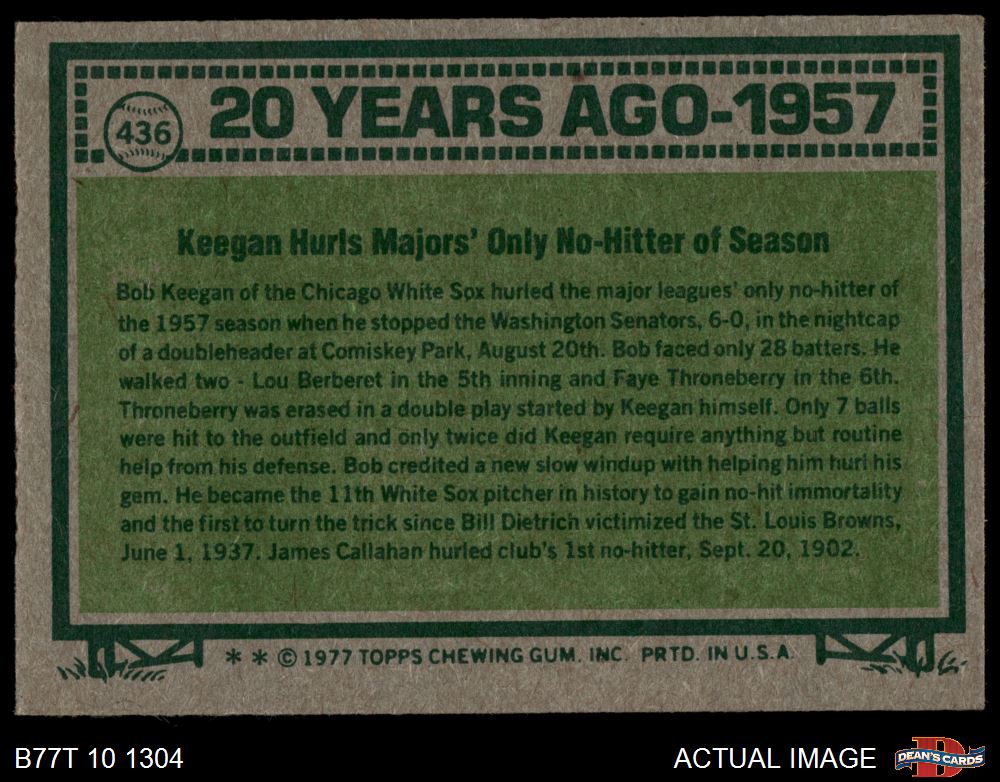 436
20 YEARS AGO-1957
Keegan Hurls Majors' Only No-Hitter of Season
Bob Keegan of the Chicago White Sox hurled the major leagues' only no-hitter of
the 1957 season when he stopped the Washington Senators, 6-0, in the nightcap
of a doubleheader at Comiskey Park, August 20th. Bob faced only 28 batters. He
walked two - Lou Berberet in the 5th inning and Faye Throneberry in the 6th.
Throneberry was erased in a double play started by Keegan himself. Only 7 balls
were hit to the outfield and only twice did Keegan require anything but routine
help from his defense. Bob credited a new slow windup with helping him hurl his
gem. He became the 11th White Sox pitcher in history to gain no-hit immortality
and the first to turn the trick since Bill Dietrich victimized the St. Louis Browns,
June 1, 1937. James Callahan hurled club's 1st no-hitter, Sept. 20, 1902.
* * © 1977 TOPPS CHEWING GUM, INC. PRTD. IN U.S.A.
B77T 10 1304
ACTUAL IMAGE
D
DEAN'S CARDS